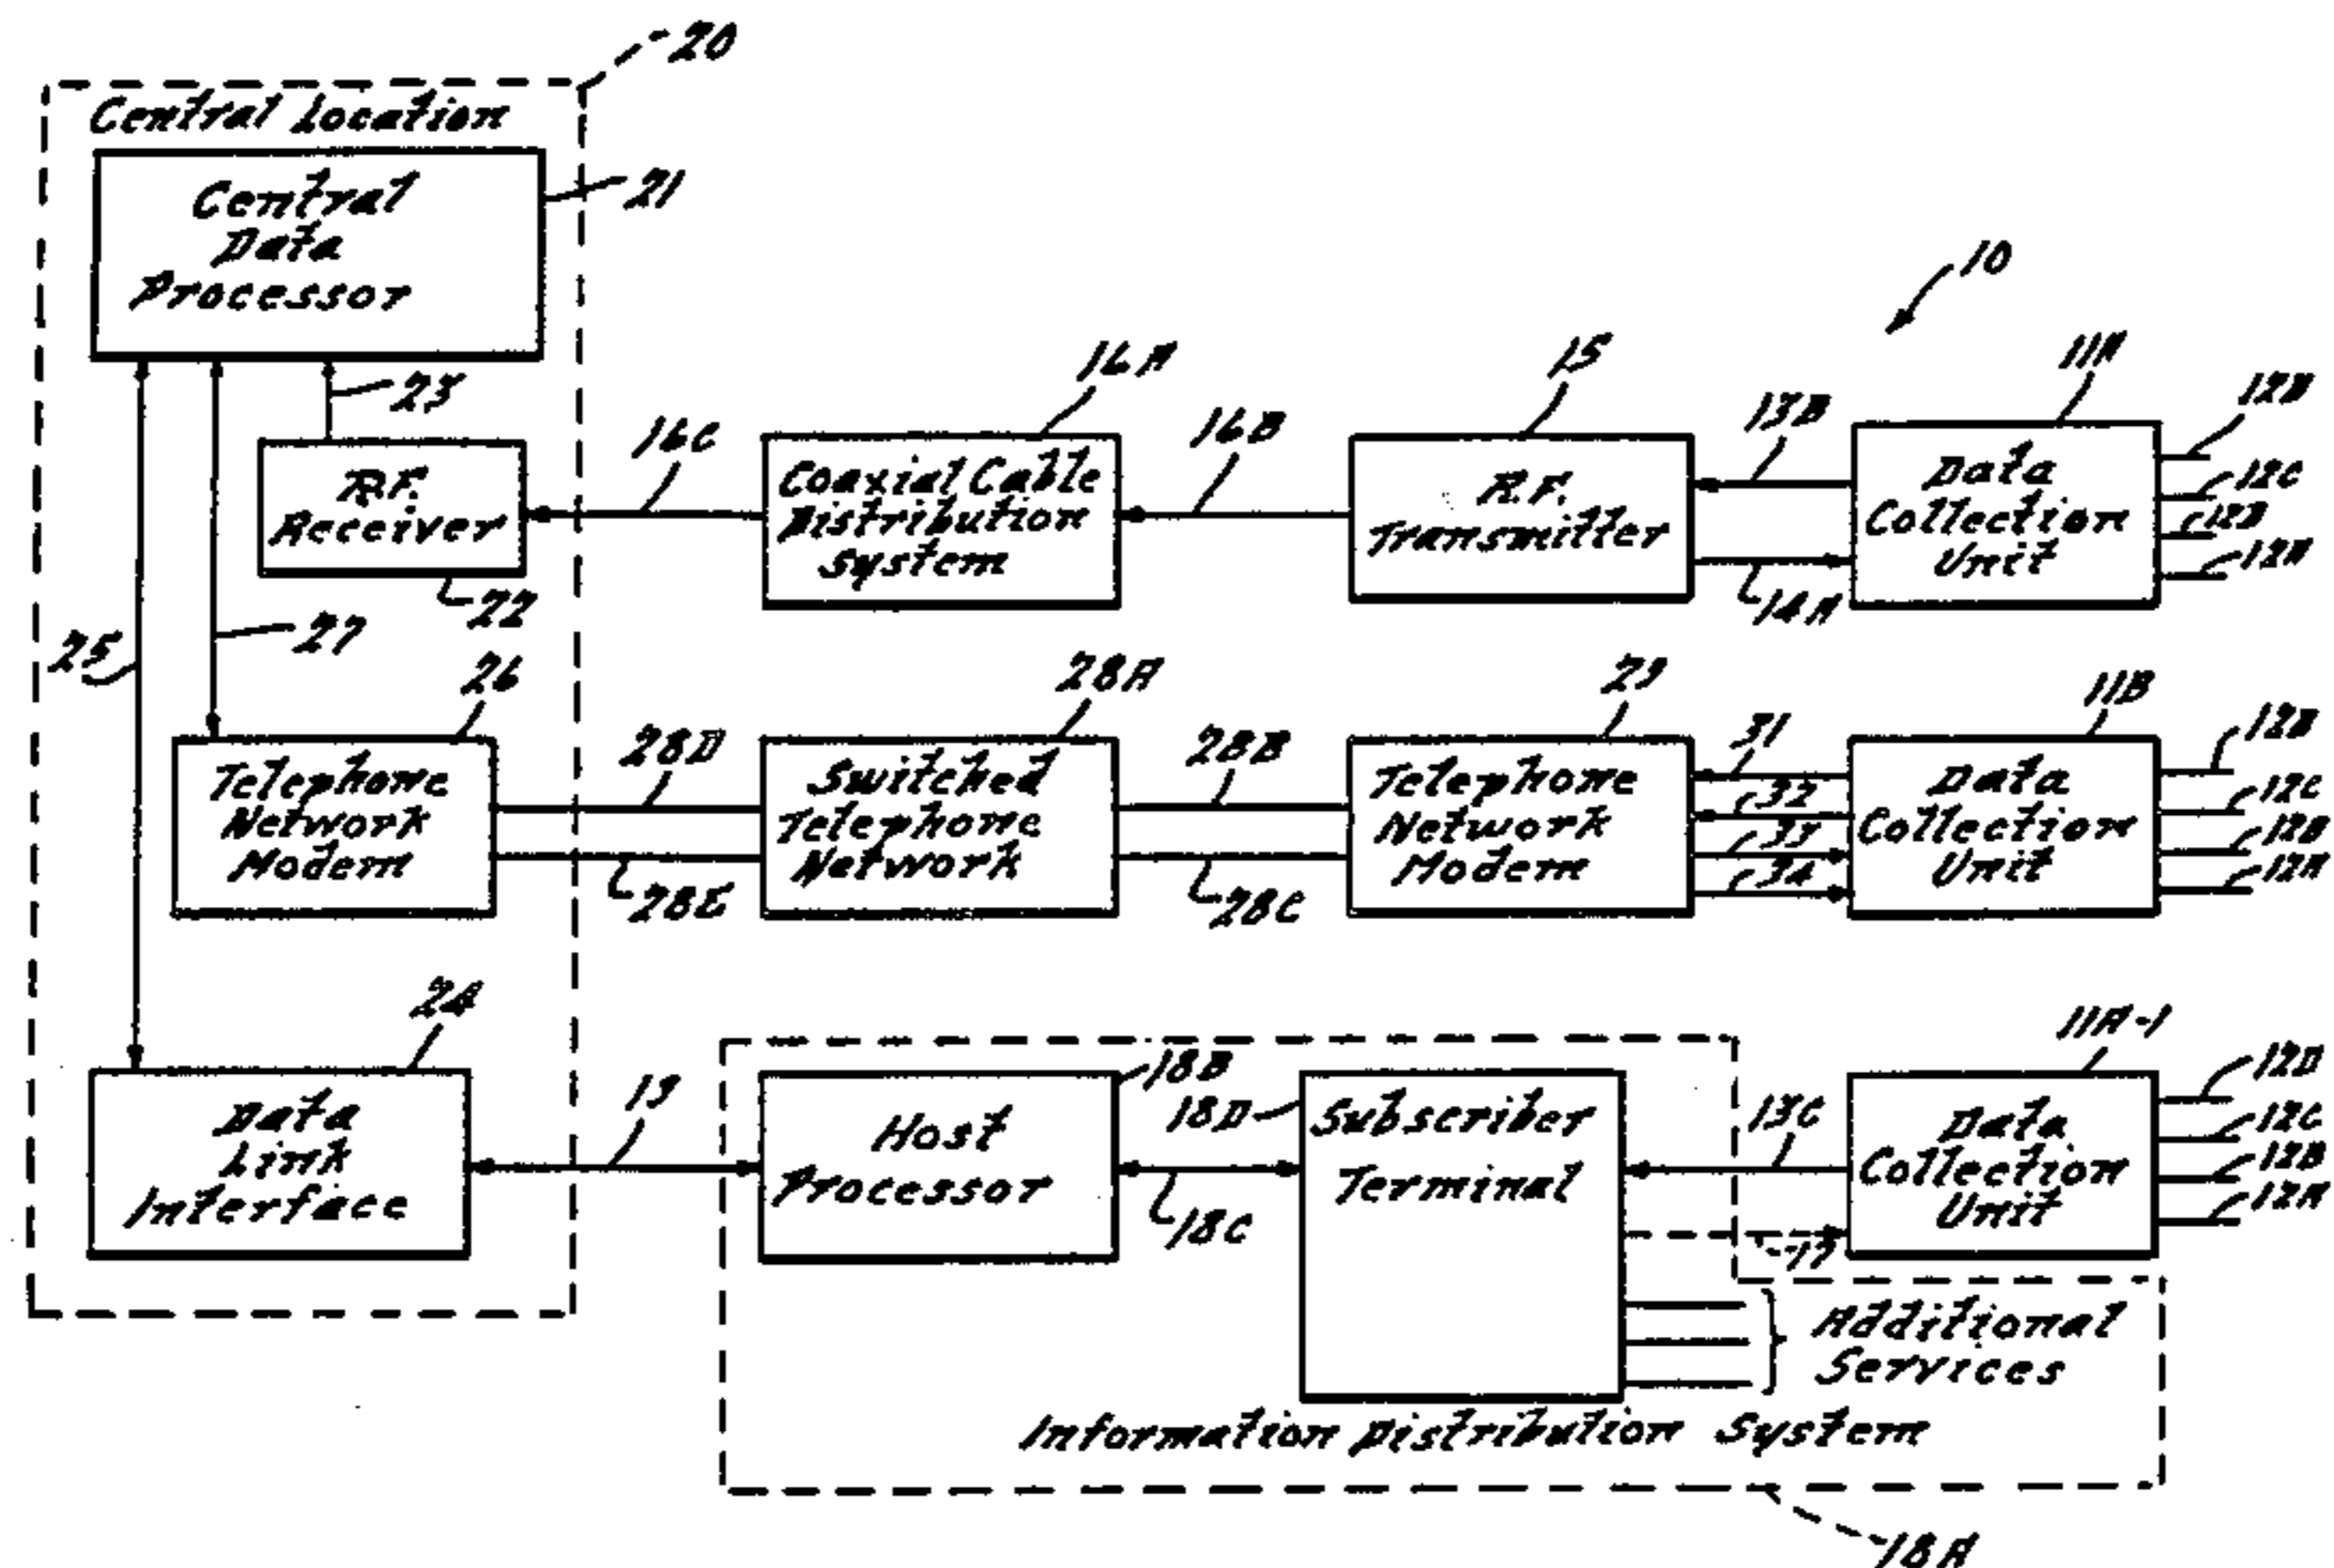 20
Central Location
Central
Data
Processor
21
10
23
16C
16A
16B
15
13B
11A
12D
12C
12B
12A
R.F.
Receiver
22
Coaxial Cable
Distribution
System
R.F.
Transmitter
14A
Data
Collection
Unit
25
27
26
28D
28A
28B
29
31
32
33
34
11B
12D
12C
12B
12A
Telephone
Network
Modem
28E
Switched
Telephone
Network
28C
Telephone
Network
Modem
Data
Collection
Unit
24
19
18B
18D
13C
11A-1
12D
12C
12B
12A
Data
Link
Interface
Host
Processor
18C
Subscriber
Terminal
17
Data
Collection
Unit
Additional
Services
Information Distribution System
18A